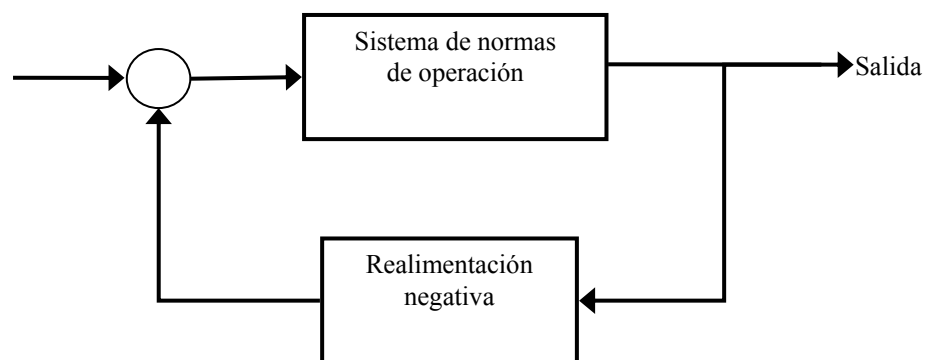 Sistema de normas
de operación
Salida
Realimentación
negativa